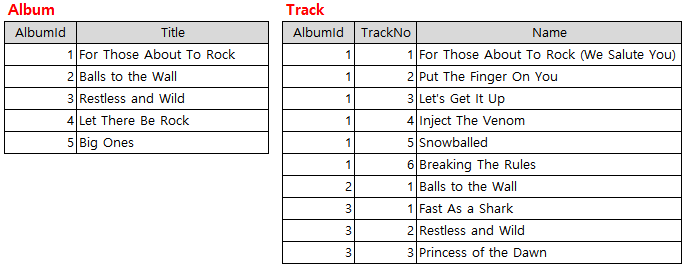 Album
AlbumId Title
1 For Those About To Rock
2 Balls to the Wall
3 Restless and Wild
4 Let There Be Rock
5 Big Ones
Track
AlbumId TrackNo Name
1 1 For Those About To Rock (We Salute You)
1 2 Put The Finger On You
1 3 Let's Get It Up
1 4 Inject The Venom
1 5 Snowballed
1 6 Breaking The Rules
2 1 Balls to the Wall
3 1 Fast As a Shark
3 2 Restless and Wild
3 3 Princess of the Dawn